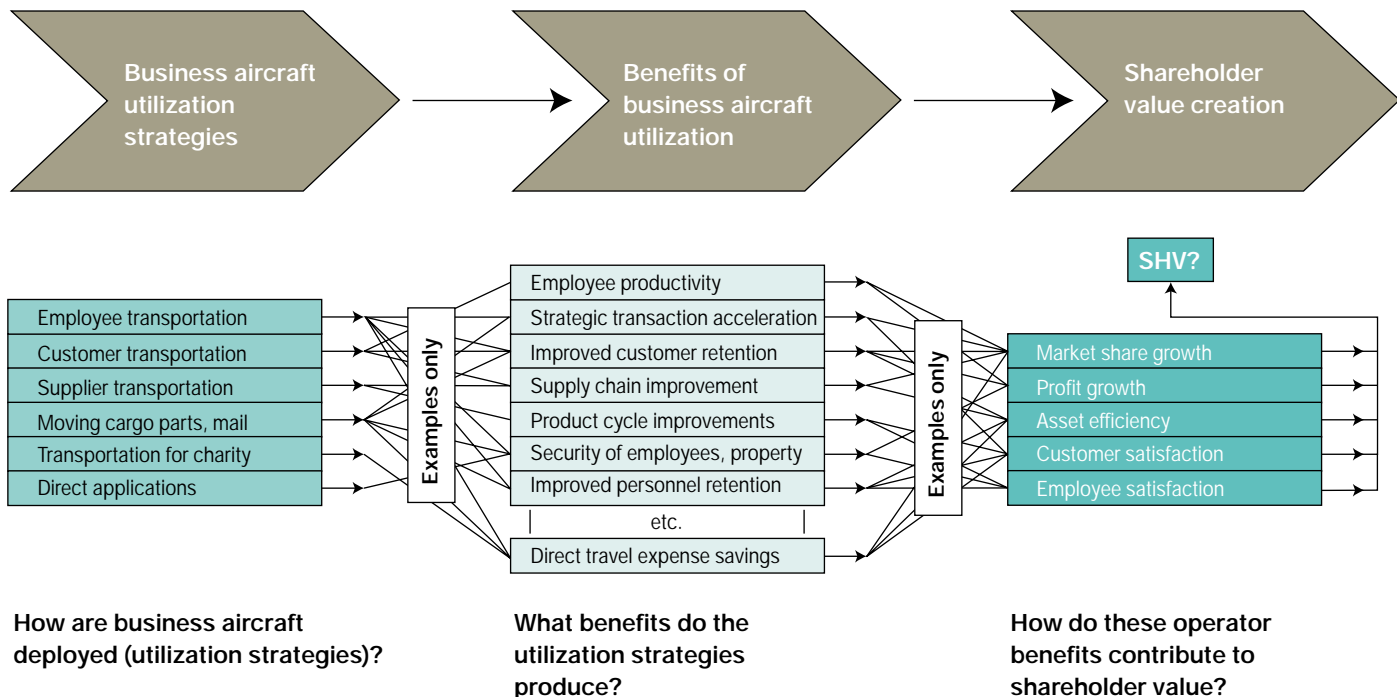 Business aircraft
utilization
strategies
Benefits of
business aircraft
utilization
Shareholder
value creation
SHV?
Employee transportation
Customer transportation
Supplier transportation
Moving cargo parts, mail
Transportation for charity
Direct applications
Examples only
Employee productivity
Strategic transaction acceleration
Improved customer retention
Supply chain improvement
Product cycle improvements
Security of employees, property
Improved personnel retention
etc.
Direct travel expense savings
Examples only
Market share growth
Profit growth
Asset efficiency
Customer satisfaction
Employee satisfaction
How are business aircraft
deployed (utilization strategies)?
What benefits do the
utilization strategies
produce?
How do these operator
benefits contribute to
shareholder value?